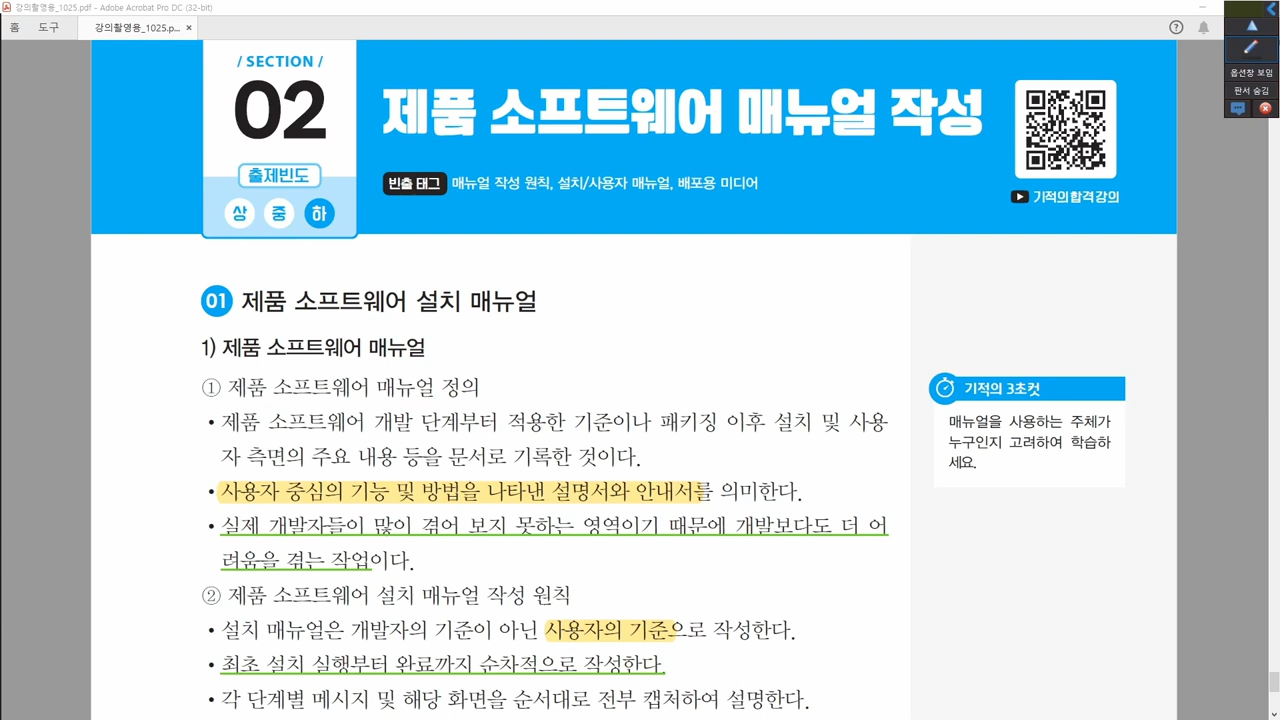 강의촬영용_1025.pdf - Adobe Acrobat Pro DC (32-bit)
홈 도구 강의촬영용_1025.p... ×
옵션창 보임
판서 숨김
/ SECTION /
02
출제빈도
상 중 하
제품 소프트웨어 매뉴얼 작성
빈출 태그 매뉴얼 작성 원칙, 설치/사용자 매뉴얼, 배포용 미디어
기적의합격강의
01 제품 소프트웨어 설치 매뉴얼
1) 제품 소프트웨어 매뉴얼
① 제품 소프트웨어 매뉴얼 정의
• 제품 소프트웨어 개발 단계부터 적용한 기준이나 패키징 이후 설치 및 사용
자 측면의 주요 내용 등을 문서로 기록한 것이다.
• 사용자 중심의 기능 및 방법을 나타낸 설명서와 안내서를 의미한다.
• 실제 개발자들이 많이 겪어 보지 못하는 영역이기 때문에 개발보다도 더 어
려움을 겪는 작업이다.
② 제품 소프트웨어 설치 매뉴얼 작성 원칙
• 설치 매뉴얼은 개발자의 기준이 아닌 사용자의 기준으로 작성한다.
• 최초 설치 실행부터 완료까지 순차적으로 작성한다.
• 각 단계별 메시지 및 해당 화면을 순서대로 전부 캡처하여 설명한다.
기적의 3초컷
매뉴얼을 사용하는 주체가
누구인지 고려하여 학습하
세요.